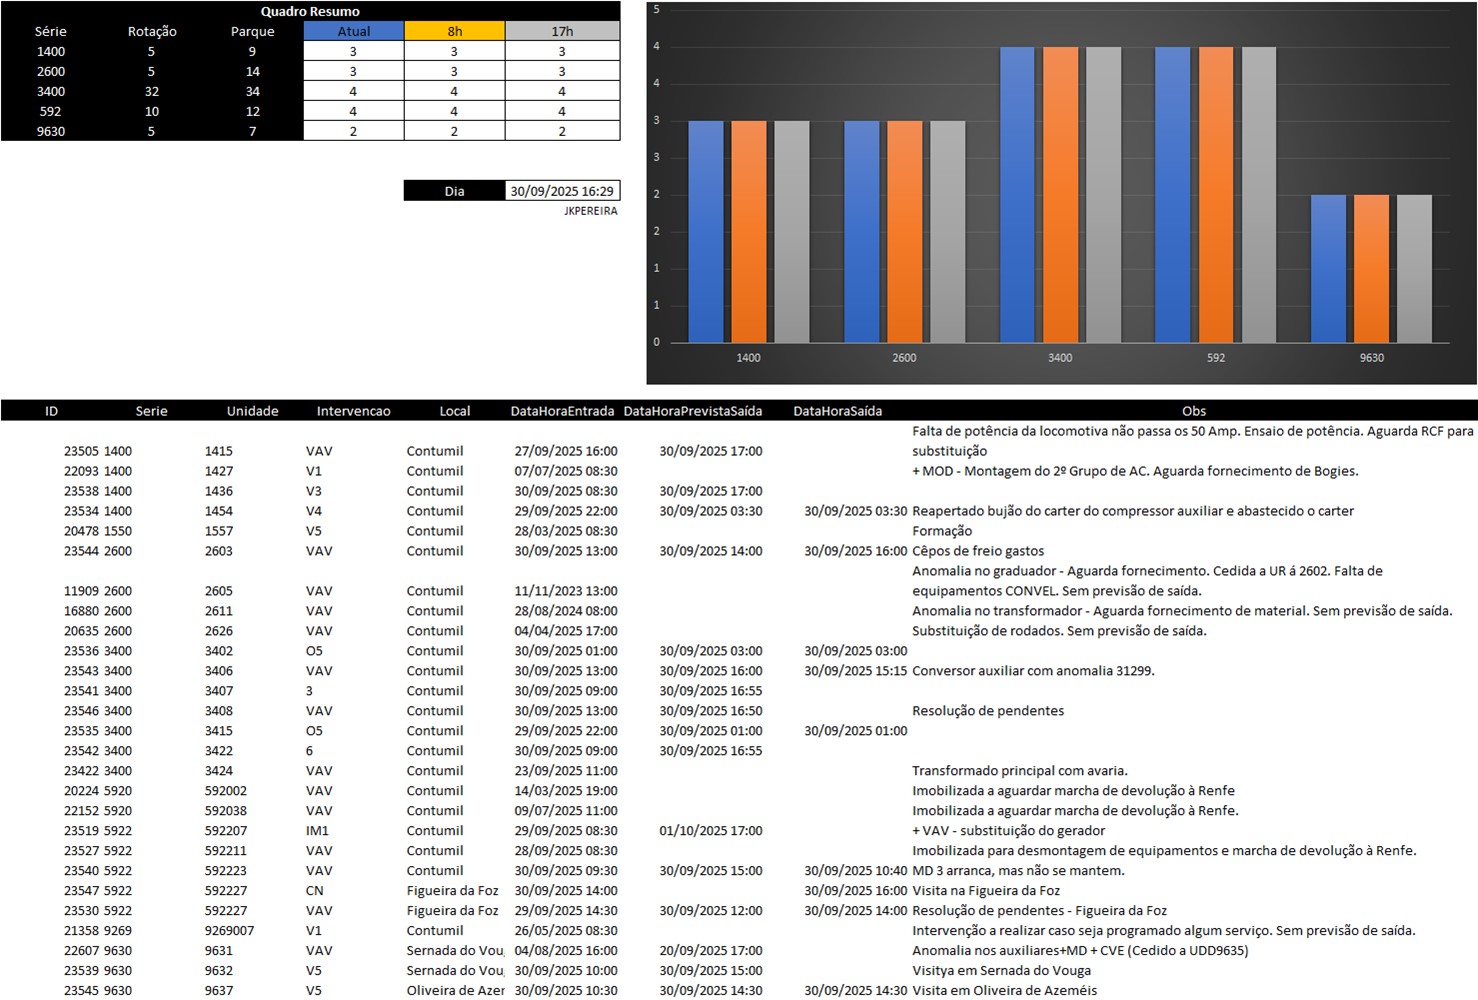 Quadro Resumo
Série Rotação Parque Atual 8h 17h
1400 5 9 3 3 3
2600 5 14 3 3 3
3400 32 34 4 4 4
592 10 12 4 4 4
9630 5 7 2 2 2
Dia 30/09/2025 16:29
JKPEREIRA
5
4
4
3
3
2
2
1
1
0
1400 2600 3400 592 9630
ID Serie Unidade Intervencao Local DataHoraEntrada DataHoraPrevistaSaída DataHoraSaída Obs
Falta de potência da locomotiva não passa os 50 Amp. Ensaio de potência. Aguarda RCF para
23505 1400 1415 VAV Contumil 27/09/2025 16:00 30/09/2025 17:00 substituição
22093 1400 1427 V1 Contumil 07/07/2025 08:30 + MOD - Montagem do 2º Grupo de AC. Aguarda fornecimento de Bogies.
23538 1400 1436 V3 Contumil 30/09/2025 08:30 30/09/2025 17:00
23534 1400 1454 V4 Contumil 29/09/2025 22:00 30/09/2025 03:30 30/09/2025 03:30 Reapertado bujão do carter do compressor auxiliar e abastecido o carter
20478 1550 1557 V5 Contumil 28/03/2025 08:30 Formação
23544 2600 2603 VAV Contumil 30/09/2025 13:00 30/09/2025 14:00 30/09/2025 16:00 Cêpos de freio gastos
Anomalia no graduador - Aguarda fornecimento. Cedida a UR á 2602. Falta de
11909 2600 2605 VAV Contumil 11/11/2023 13:00 equipamentos CONVEL. Sem previsão de saída.
16880 2600 2611 VAV Contumil 28/08/2024 08:00 Anomalia no transformador - Aguarda fornecimento de material. Sem previsão de saída.
20635 2600 2626 VAV Contumil 04/04/2025 17:00 Substituição de rodados. Sem previsão de saída.
23536 3400 3402 O5 Contumil 30/09/2025 01:00 30/09/2025 03:00 30/09/2025 03:00
23543 3400 3406 VAV Contumil 30/09/2025 13:00 30/09/2025 16:00 30/09/2025 15:15 Conversor auxiliar com anomalia 31299.
23541 3400 3407 3 Contumil 30/09/2025 09:00 30/09/2025 16:55
23546 3400 3408 VAV Contumil 30/09/2025 13:00 30/09/2025 16:50 Resolução de pendentes
23535 3400 3415 O5 Contumil 29/09/2025 22:00 30/09/2025 01:00 30/09/2025 01:00
23542 3400 3422 6 Contumil 30/09/2025 09:00 30/09/2025 16:55
23422 3400 3424 VAV Contumil 23/09/2025 11:00 Transformado principal com avaria.
20224 5920 592002 VAV Contumil 14/03/2025 19:00 Imobilizada a aguardar marcha de devolução à Renfe
22152 5920 592038 VAV Contumil 09/07/2025 11:00 Imobilizada a aguardar marcha de devolução à Renfe.
23519 5922 592207 IM1 Contumil 29/09/2025 08:30 01/10/2025 17:00 + VAV - substituição do gerador
23527 5922 592211 VAV Contumil 28/09/2025 08:30 Imobilizada para desmontagem de equipamentos e marcha de devolução à Renfe.
23540 5922 592223 VAV Contumil 30/09/2025 09:30 30/09/2025 15:00 30/09/2025 10:40 MD 3 arranca, mas não se mantem.
23547 5922 592227 CN Figueira da Foz 30/09/2025 14:00 30/09/2025 16:00 Visita na Figueira da Foz
23530 5922 592227 VAV Figueira da Foz 29/09/2025 14:30 30/09/2025 12:00 30/09/2025 14:00 Resolução de pendentes - Figueira da Foz
21358 9269 9269007 V1 Contumil 26/05/2025 08:30 Intervenção a realizar caso seja programado algum serviço. Sem previsão de saída.
22607 9630 9631 VAV Sernada do Vou 04/08/2025 16:00 20/09/2025 17:00 Anomalia nos auxiliares+MD + CVE (Cedido a UDD9635)
23539 9630 9632 V5 Sernada do Vou 30/09/2025 10:00 30/09/2025 15:00 Visitya em Sernada do Vouga
23545 9630 9637 V5 Oliveira de Azer 30/09/2025 10:30 30/09/2025 14:30 30/09/2025 14:30 Visita em Oliveira de Azeméis